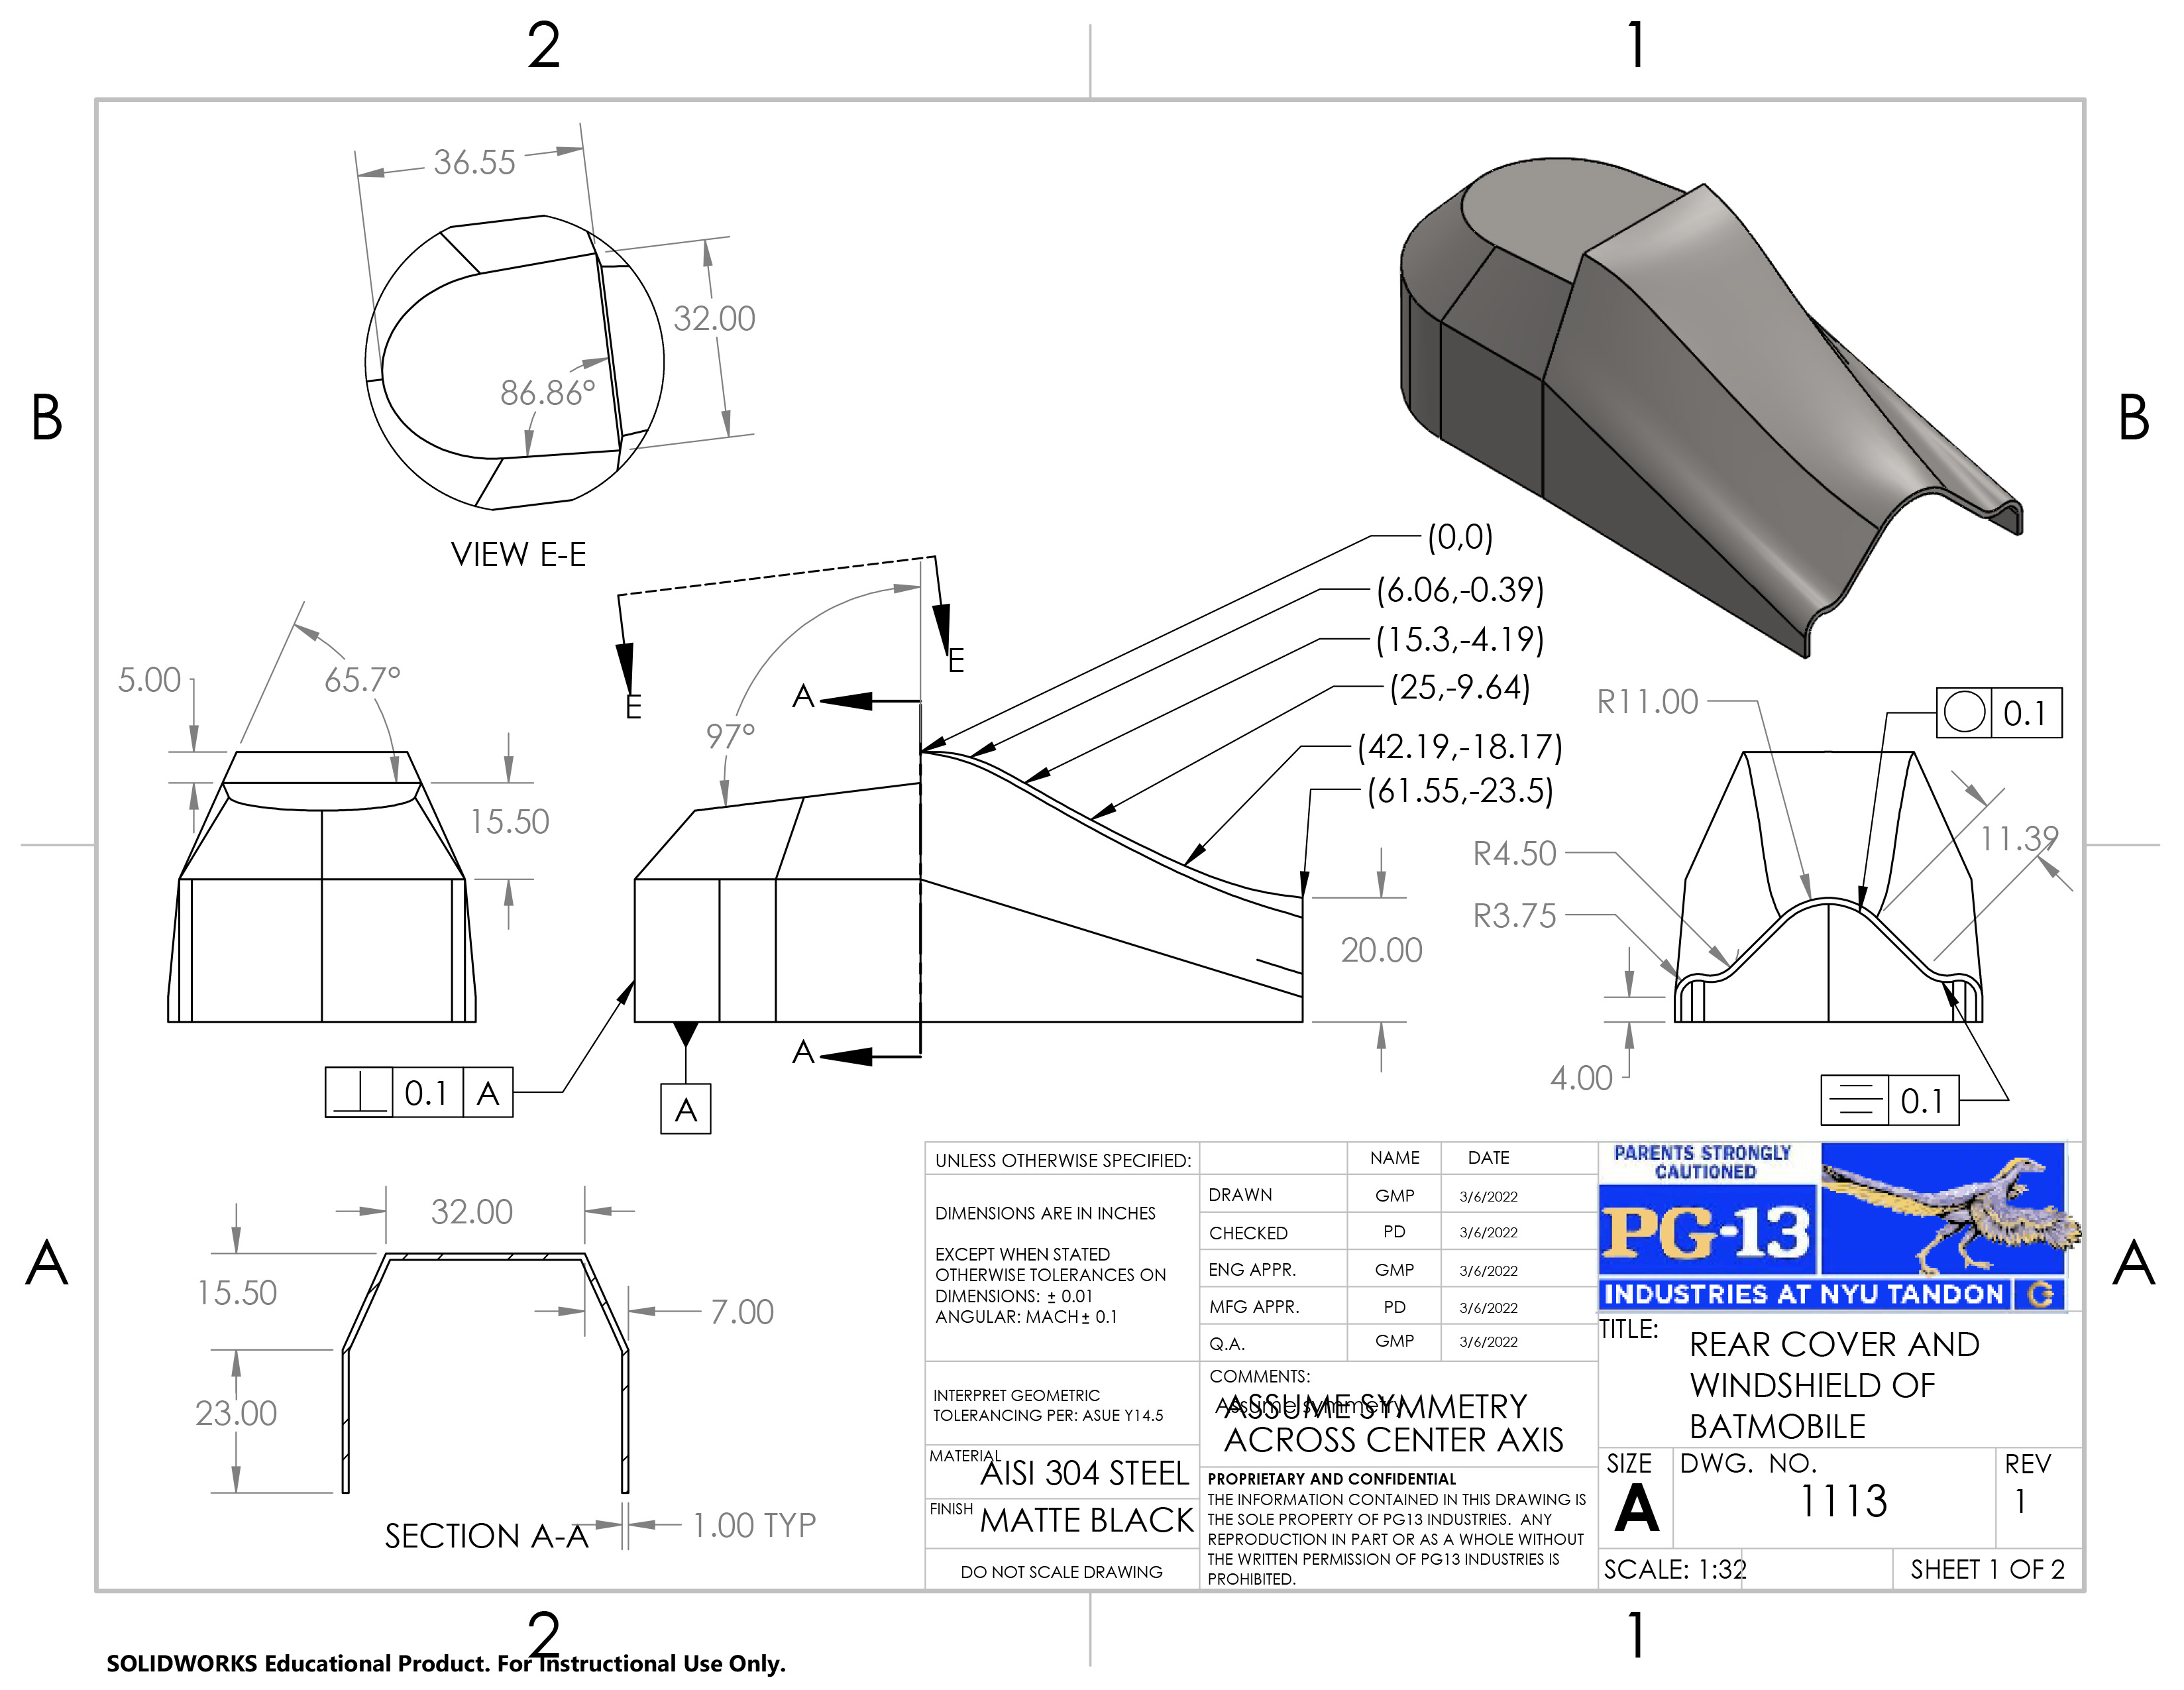 2
1
B
B
A
A
2
1
36.55
32.00
86.86°
VIEW E-E
5.00
65.7°
15.50
97°
E
E
A
A
(0,0)
(6.06,-0.39)
(15.3,-4.19)
(25,-9.64)
(42.19,-18.17)
(61.55,-23.5)
20.00
R11.00
0.1
11.39
R4.50
R3.75
4.00
0.1
0.1 A
A
32.00
15.50
7.00
23.00
1.00 TYP
SECTION A-A
UNLESS OTHERWISE SPECIFIED:
DIMENSIONS ARE IN INCHES
EXCEPT WHEN STATED
OTHERWISE TOLERANCES ON
DIMENSIONS: ± 0.01
ANGULAR: MACH± 0.1
INTERPRET GEOMETRIC
TOLERANCING PER: ASUE Y14.5
MATERIAL
AISI 304 STEEL
FINISH
MATTE BLACK
DO NOT SCALE DRAWING
NAME DATE
DRAWN GMP 3/6/2022
CHECKED PD 3/6/2022
ENG APPR. GMP 3/6/2022
MFG APPR. PD 3/6/2022
Q.A. GMP 3/6/2022
COMMENTS:
Assume symmetry
ASSUME SYMMETRY
ACROSS CENTER AXIS
PROPRIETARY AND CONFIDENTIAL
THE INFORMATION CONTAINED IN THIS DRAWING IS
THE SOLE PROPERTY OF PG13 INDUSTRIES. ANY
REPRODUCTION IN PART OR AS A WHOLE WITHOUT
THE WRITTEN PERMISSION OF PG13 INDUSTRIES IS
PROHIBITED.
PARENTS STRONGLY
CAUTIONED
PG-13
INDUSTRIES AT NYU TANDON
TITLE:
REAR COVER AND
WINDSHIELD OF
BATMOBILE
SIZE DWG. NO. REV
A 1113 1
SCALE: 1:32 SHEET 1 OF 2
SOLIDWORKS Educational Product. For Instructional Use Only.